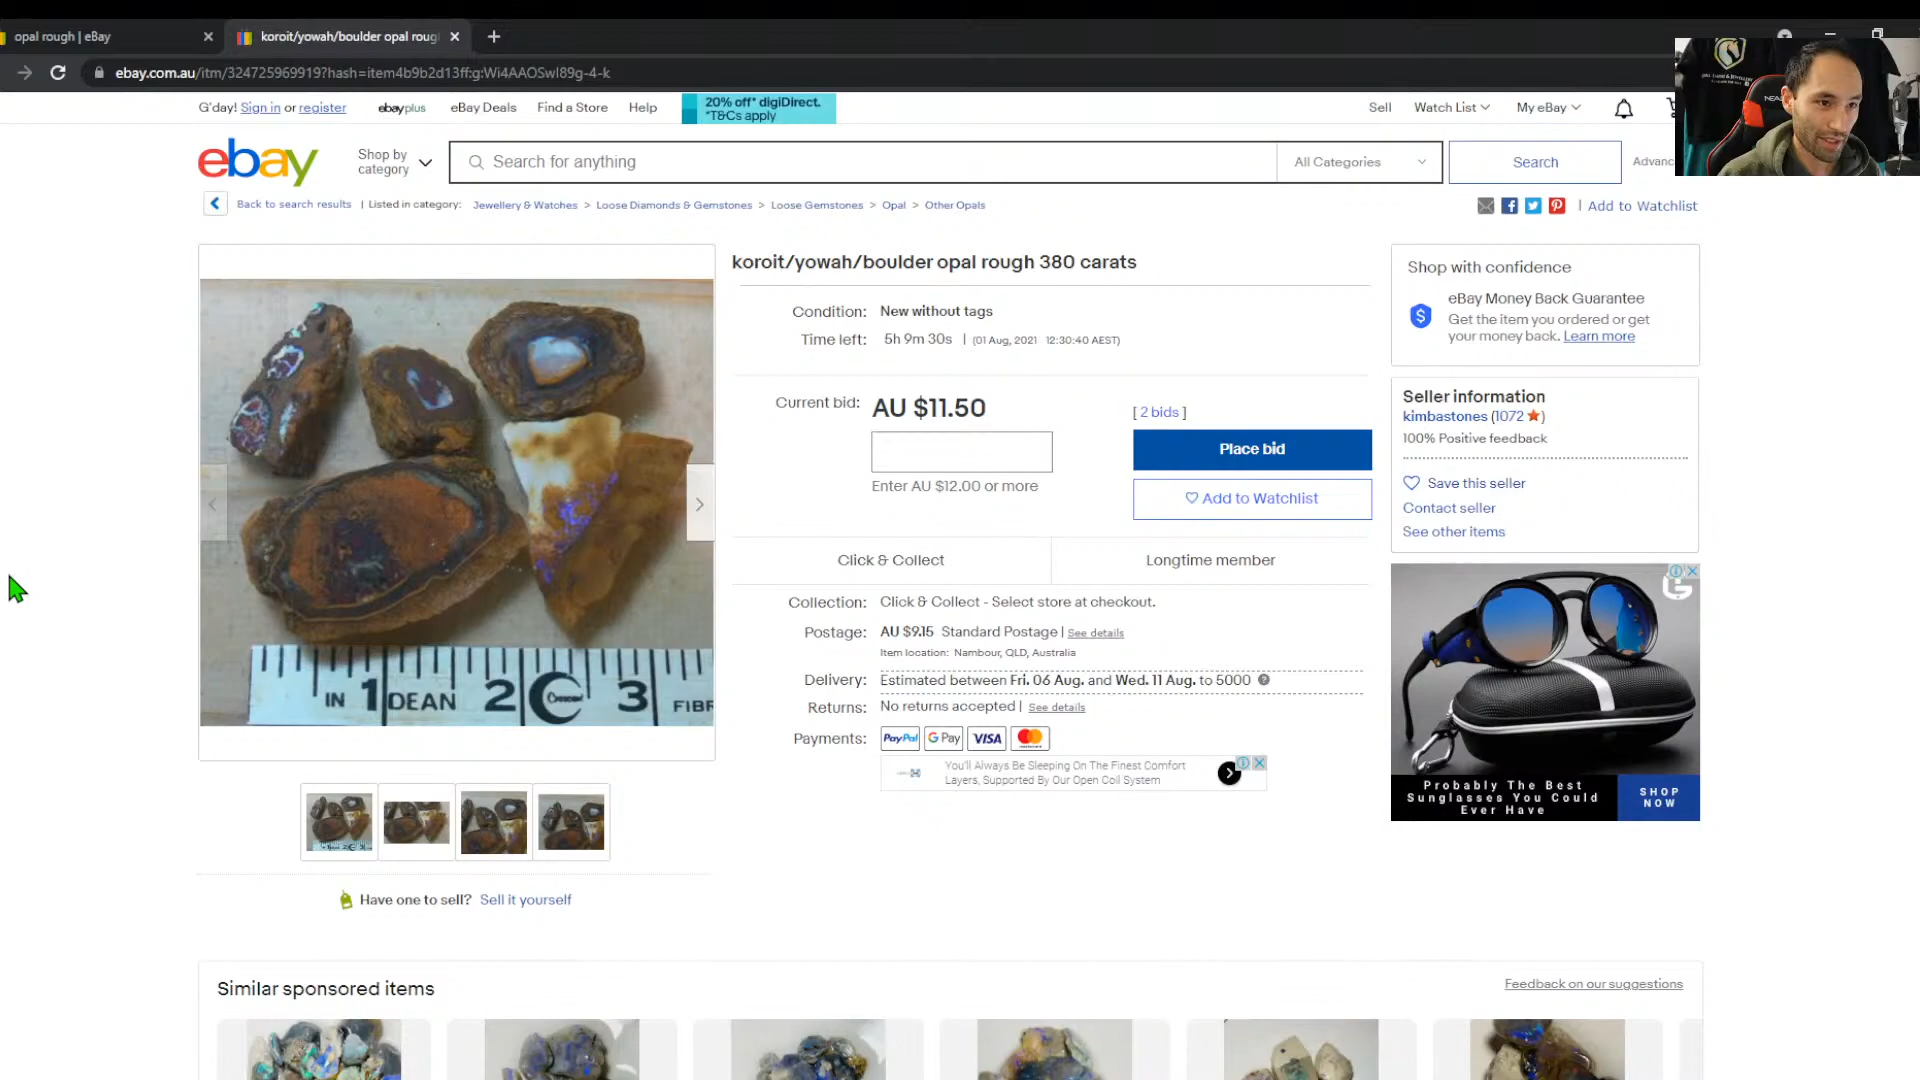 opal rough | eBay
koroit/yowah/boulder opal roug
ebay.com.au/itm/324725969919?hash=item4b9b2d13ff:g:Wi4AAOSwl89g-4-k
G'day! Sign in or register
ebayplus
eBay Deals
Find a Store
Help
20% off* digiDirect.
*T&Cs apply
Sell
Watch List
My eBay
ebay
Shop by
category
Search for anything
All Categories
Search
Advanc
Back to search results | Listed in category: Jewellery & Watches > Loose Diamonds & Gemstones > Loose Gemstones > Opal > Other Opals
| Add to Watchlist
koroit/yowah/boulder opal rough 380 carats
Condition: New without tags
Time left: 5h 9m 30s | (01 Aug, 2021 12:30:40 AEST)
Current bid: AU $11.50
[ 2 bids ]
Place bid
Enter AU $12.00 or more
Add to Watchlist
Click & Collect
Longtime member
Collection: Click & Collect - Select store at checkout.
Postage: AU $9.15 Standard Postage | See details
Item location: Nambour, QLD, Australia
Delivery: Estimated between Fri. 06 Aug. and Wed. 11 Aug. to 5000
Returns: No returns accepted | See details
Payments: PayPal G Pay VISA
You'll Always Be Sleeping On The Finest Comfort
Layers, Supported By Our Open Coil System
Shop with confidence
eBay Money Back Guarantee
Get the item you ordered or get
your money back. Learn more
Seller information
kimbastones (1072)
100% Positive feedback
Save this seller
Contact seller
See other items
Probably The Best
Sunglasses You Could
Ever Have
SHOP
NOW
IN 1 DEAN 2 Crescent 3 FIBR
Have one to sell? Sell it yourself
Similar sponsored items
Feedback on our suggestions